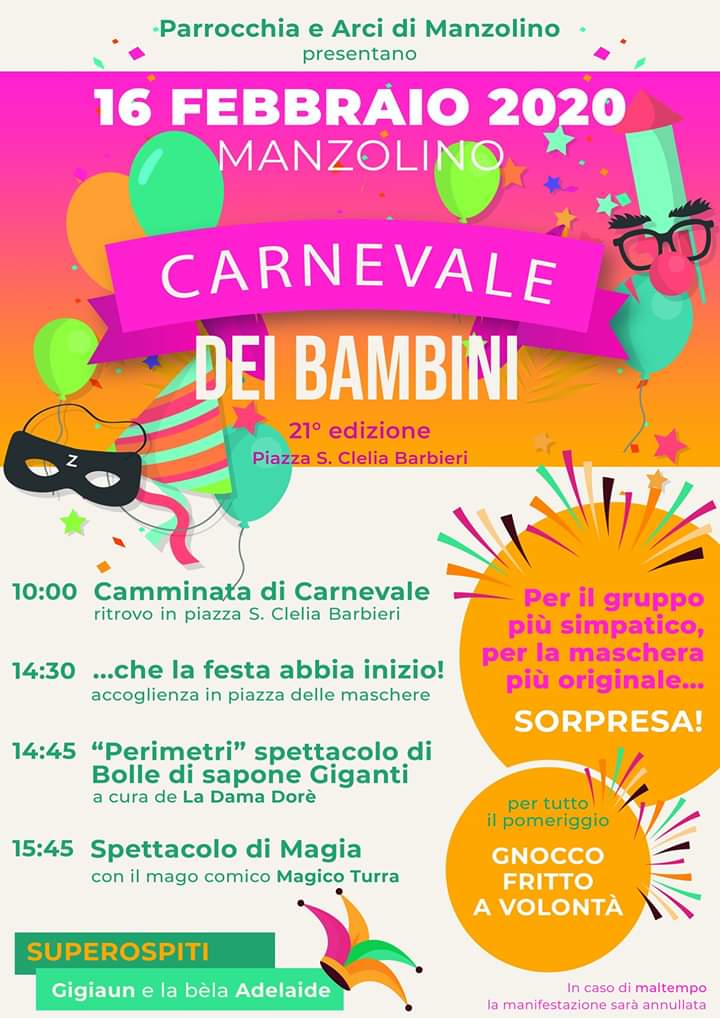 Parrocchia e Arci di Manzolino
presentano
16 FEBBRAIO 2020
MANZOLINO
CARNEVALE
DEI BAMBINI
21° edizione
Piazza S. Clelia Barbieri
Z
10:00 Camminata di Carnevale
ritrovo in piazza S. Clelia Barbieri
14:30 ...che la festa abbia inizio!
accoglienza in piazza delle maschere
14:45 “Perimetri” spettacolo di
Bolle di sapone Giganti
a cura de La Dama Dorè
15:45 Spettacolo di Magia
con il mago comico Magico Turra
Per il gruppo
più simpatico,
per la maschera
più originale...
SORPRESA!
per tutto
il pomeriggio
GNOCCO
FRITTO
A VOLONTÀ
SUPEROSPITI
Gigiaun e la bèla Adelaide
In caso di maltempo
la manifestazione sarà annullata